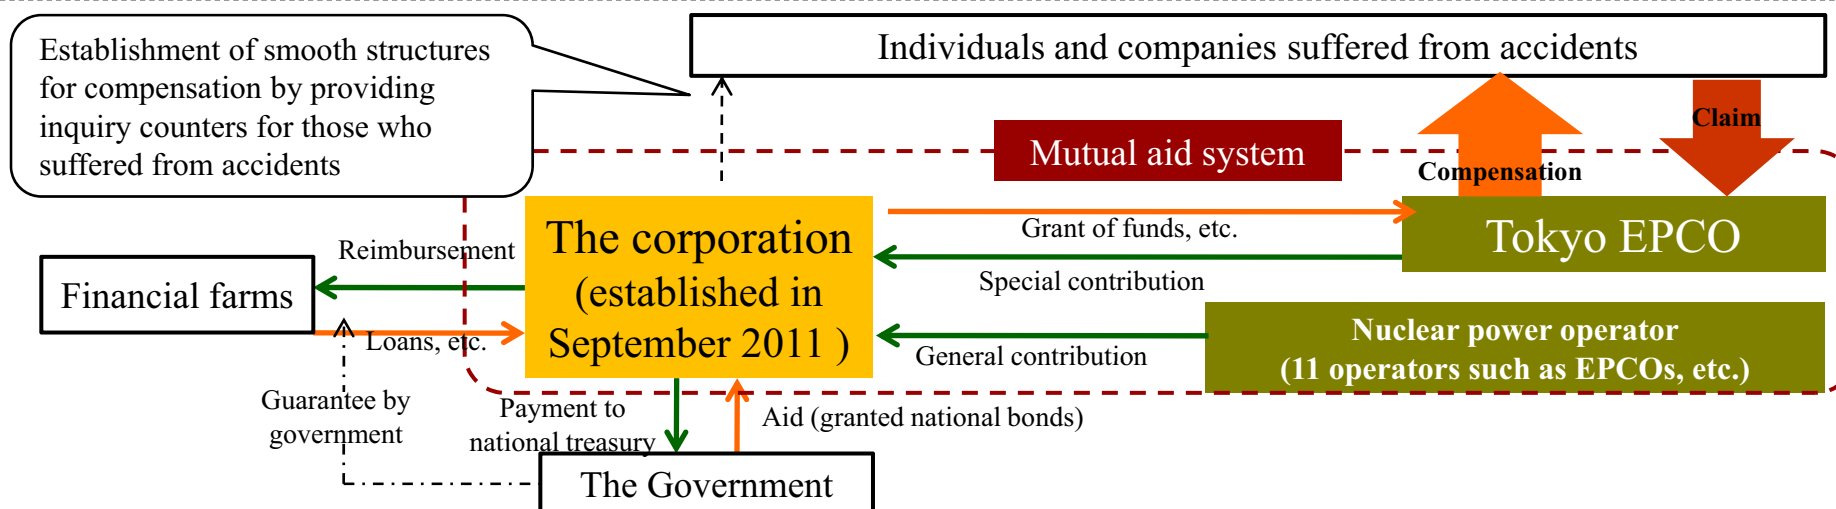 Establishment of smooth structures
for compensation by providing
inquiry counters for those who
suffered from accidents
Individuals and companies suffered from accidents
Claim
Mutual aid system
Compensation
The corporation
(established in
September 2011 )
Grant of funds, etc.
Tokyo EPCO
Special contribution
Reimbursement
Financial farms
Loans, etc.
General contribution
Nuclear power operator
(11 operators such as EPCOs, etc.)
Guarantee by
government
Payment to
national treasury
Aid (granted national bonds)
The Government